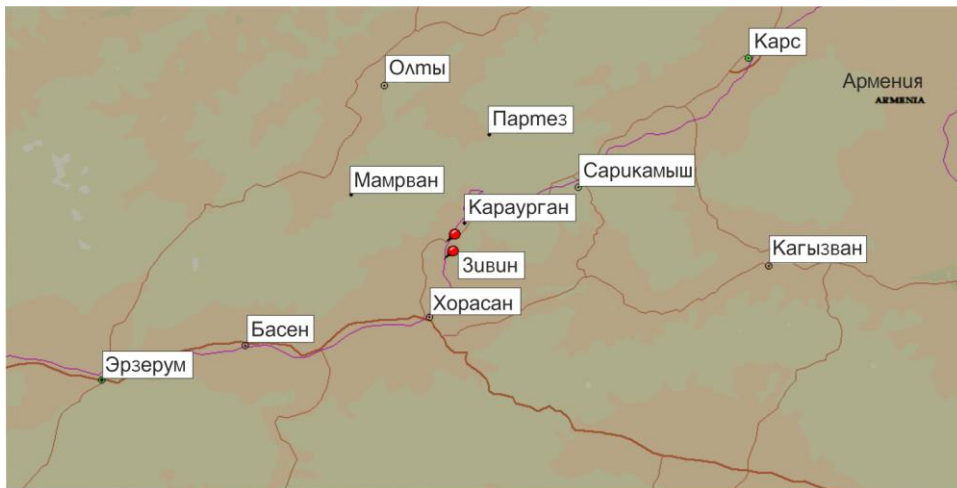 Карс
Олты
Армения
ARMENIA
Партез
Сарикамыш
Мамрван
Караурган
Зивин
Кагызван
Хорасан
Басен
Эрзерум